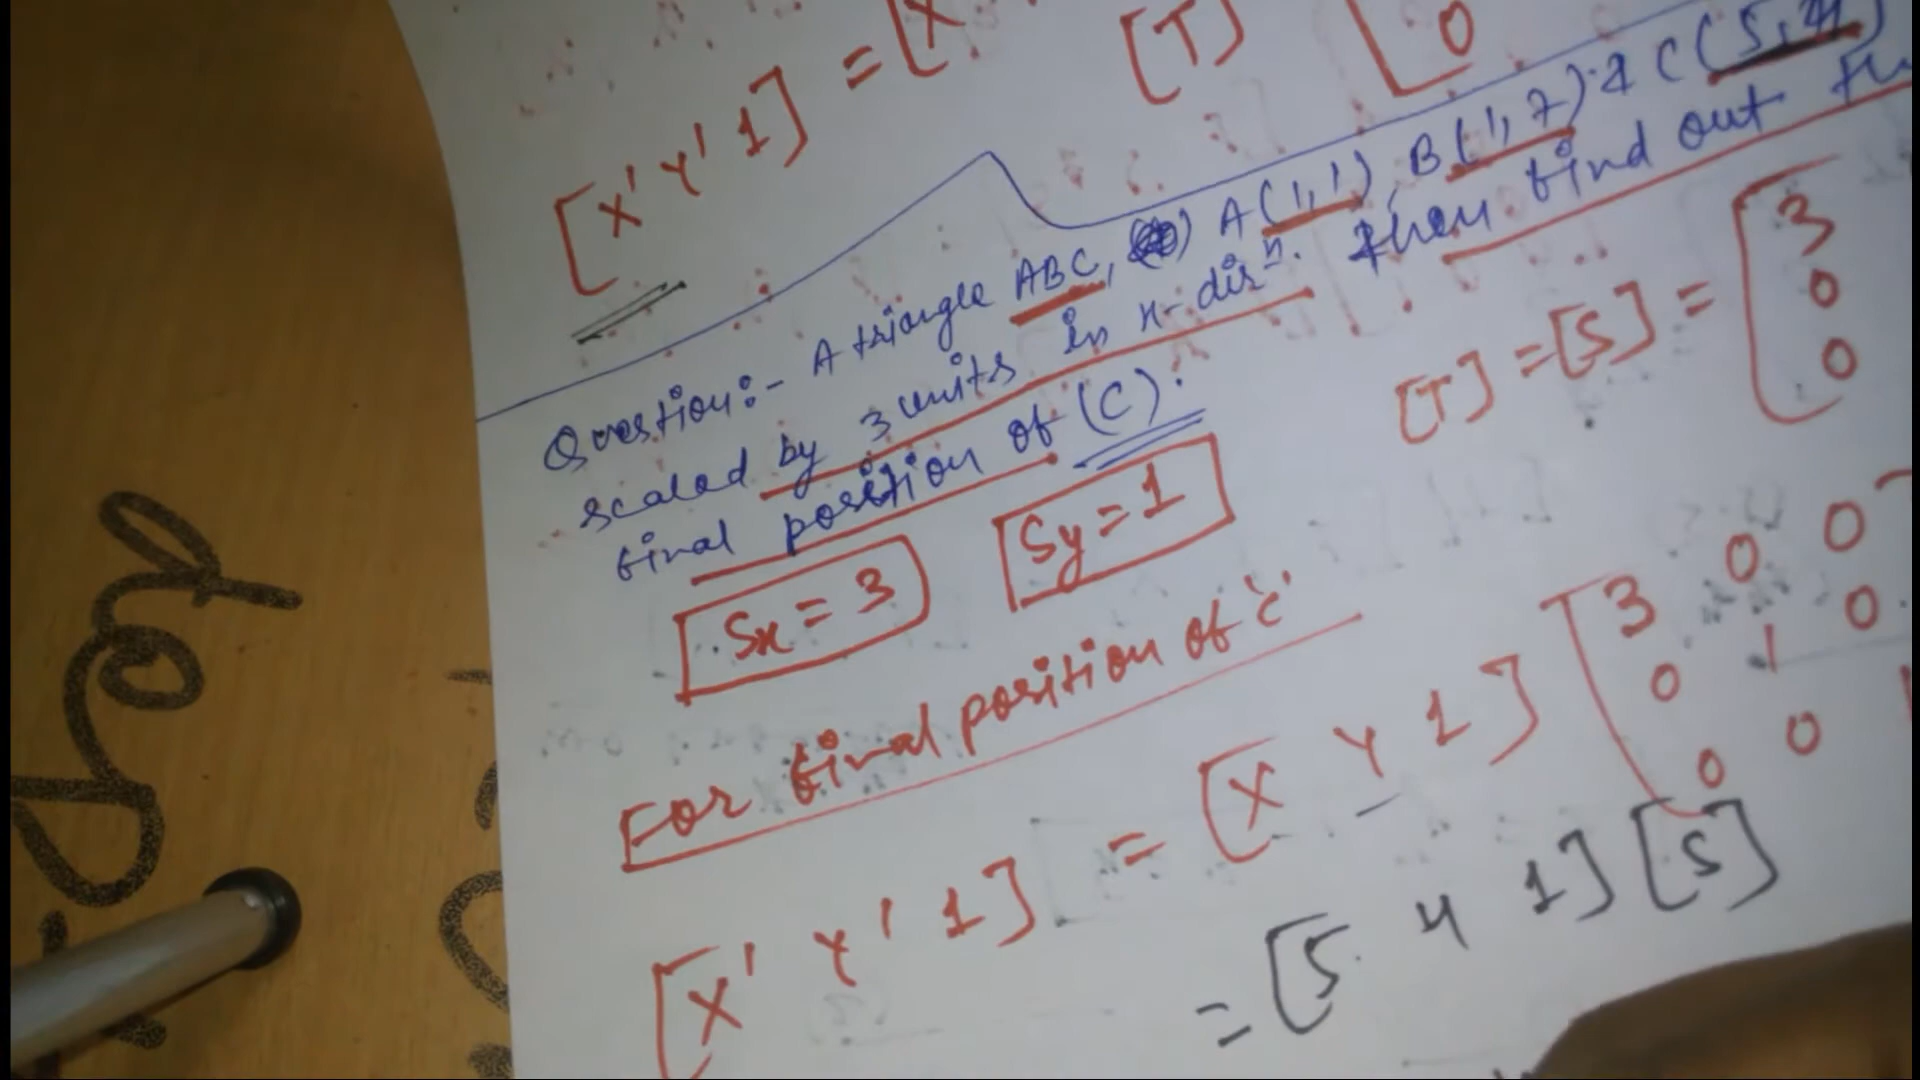 [X' Y' 1] = [X
[T]
0
Question:- A triangle ABC, A(1,1), B(1,7) & C(5,4)
scaled by 3 units in x-dirⁿ. then find out
final position of (C).
Sx = 3
Sy = 1
[T] = [S] = [3
0
0
For final position of 'c'
[X' Y' 1] = [X Y 1] [3 0 0
0 1 0
0 0 1
= [5 4 1] [S]